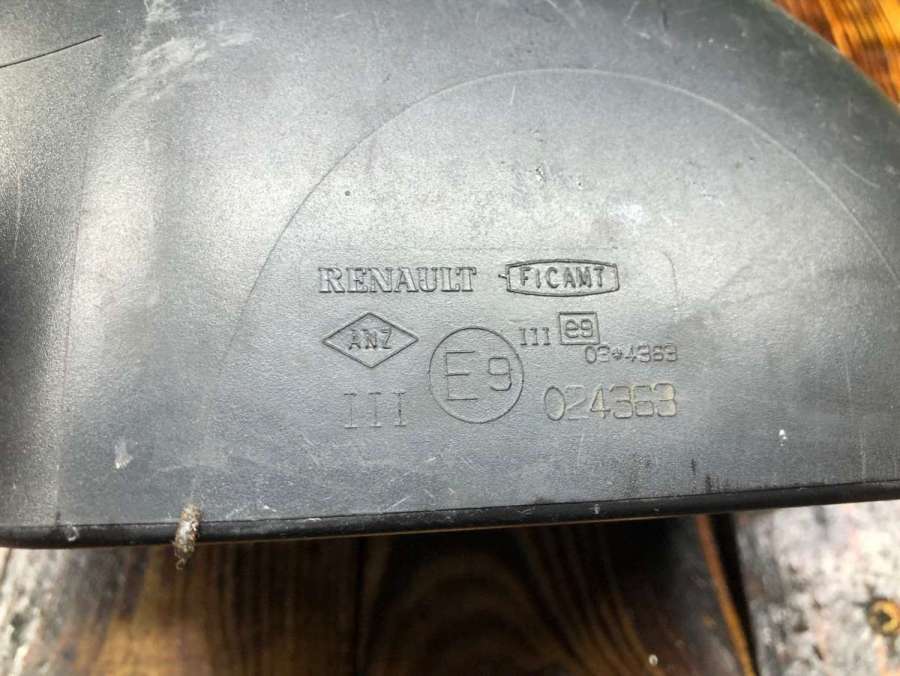 RENAULT FICAMT
ANZ III e9
03*4363
III E9 024363